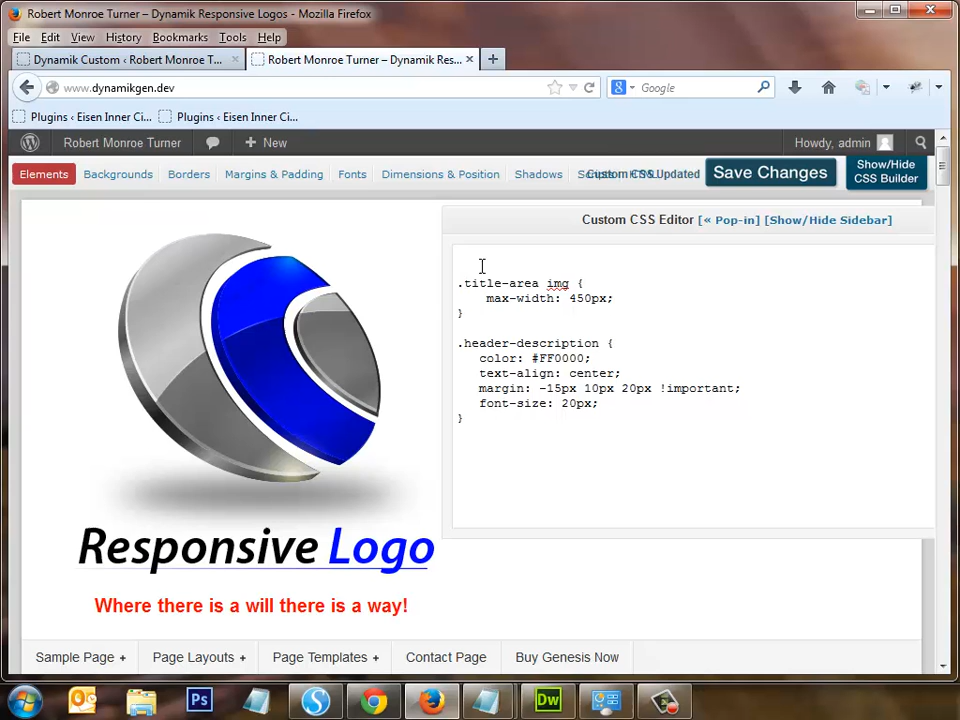 Robert Monroe Turner – Dynamik Responsive Logos - Mozilla Firefox
File Edit View History Bookmarks Tools Help
Dynamik Custom ‹ Robert Monroe T... × Robert Monroe Turner – Dynamik Res... × +
www.dynamikgen.dev Google
Plugins ‹ Eisen Inner Ci... Plugins ‹ Eisen Inner Ci...
Robert Monroe Turner + New Howdy, admin
Elements Backgrounds Borders Margins & Padding Fonts Dimensions & Position Shadows Custom CSS Updated Save Changes Show/Hide
CSS Builder
Custom CSS Editor [« Pop-in] [Show/Hide Sidebar]
.title-area img {
max-width: 450px;
}
.header-description {
color: #FF0000;
text-align: center;
margin: -15px 10px 20px !important;
font-size: 20px;
}
Responsive Logo
Where there is a will there is a way!
Sample Page + Page Layouts + Page Templates + Contact Page Buy Genesis Now
Ps Dw